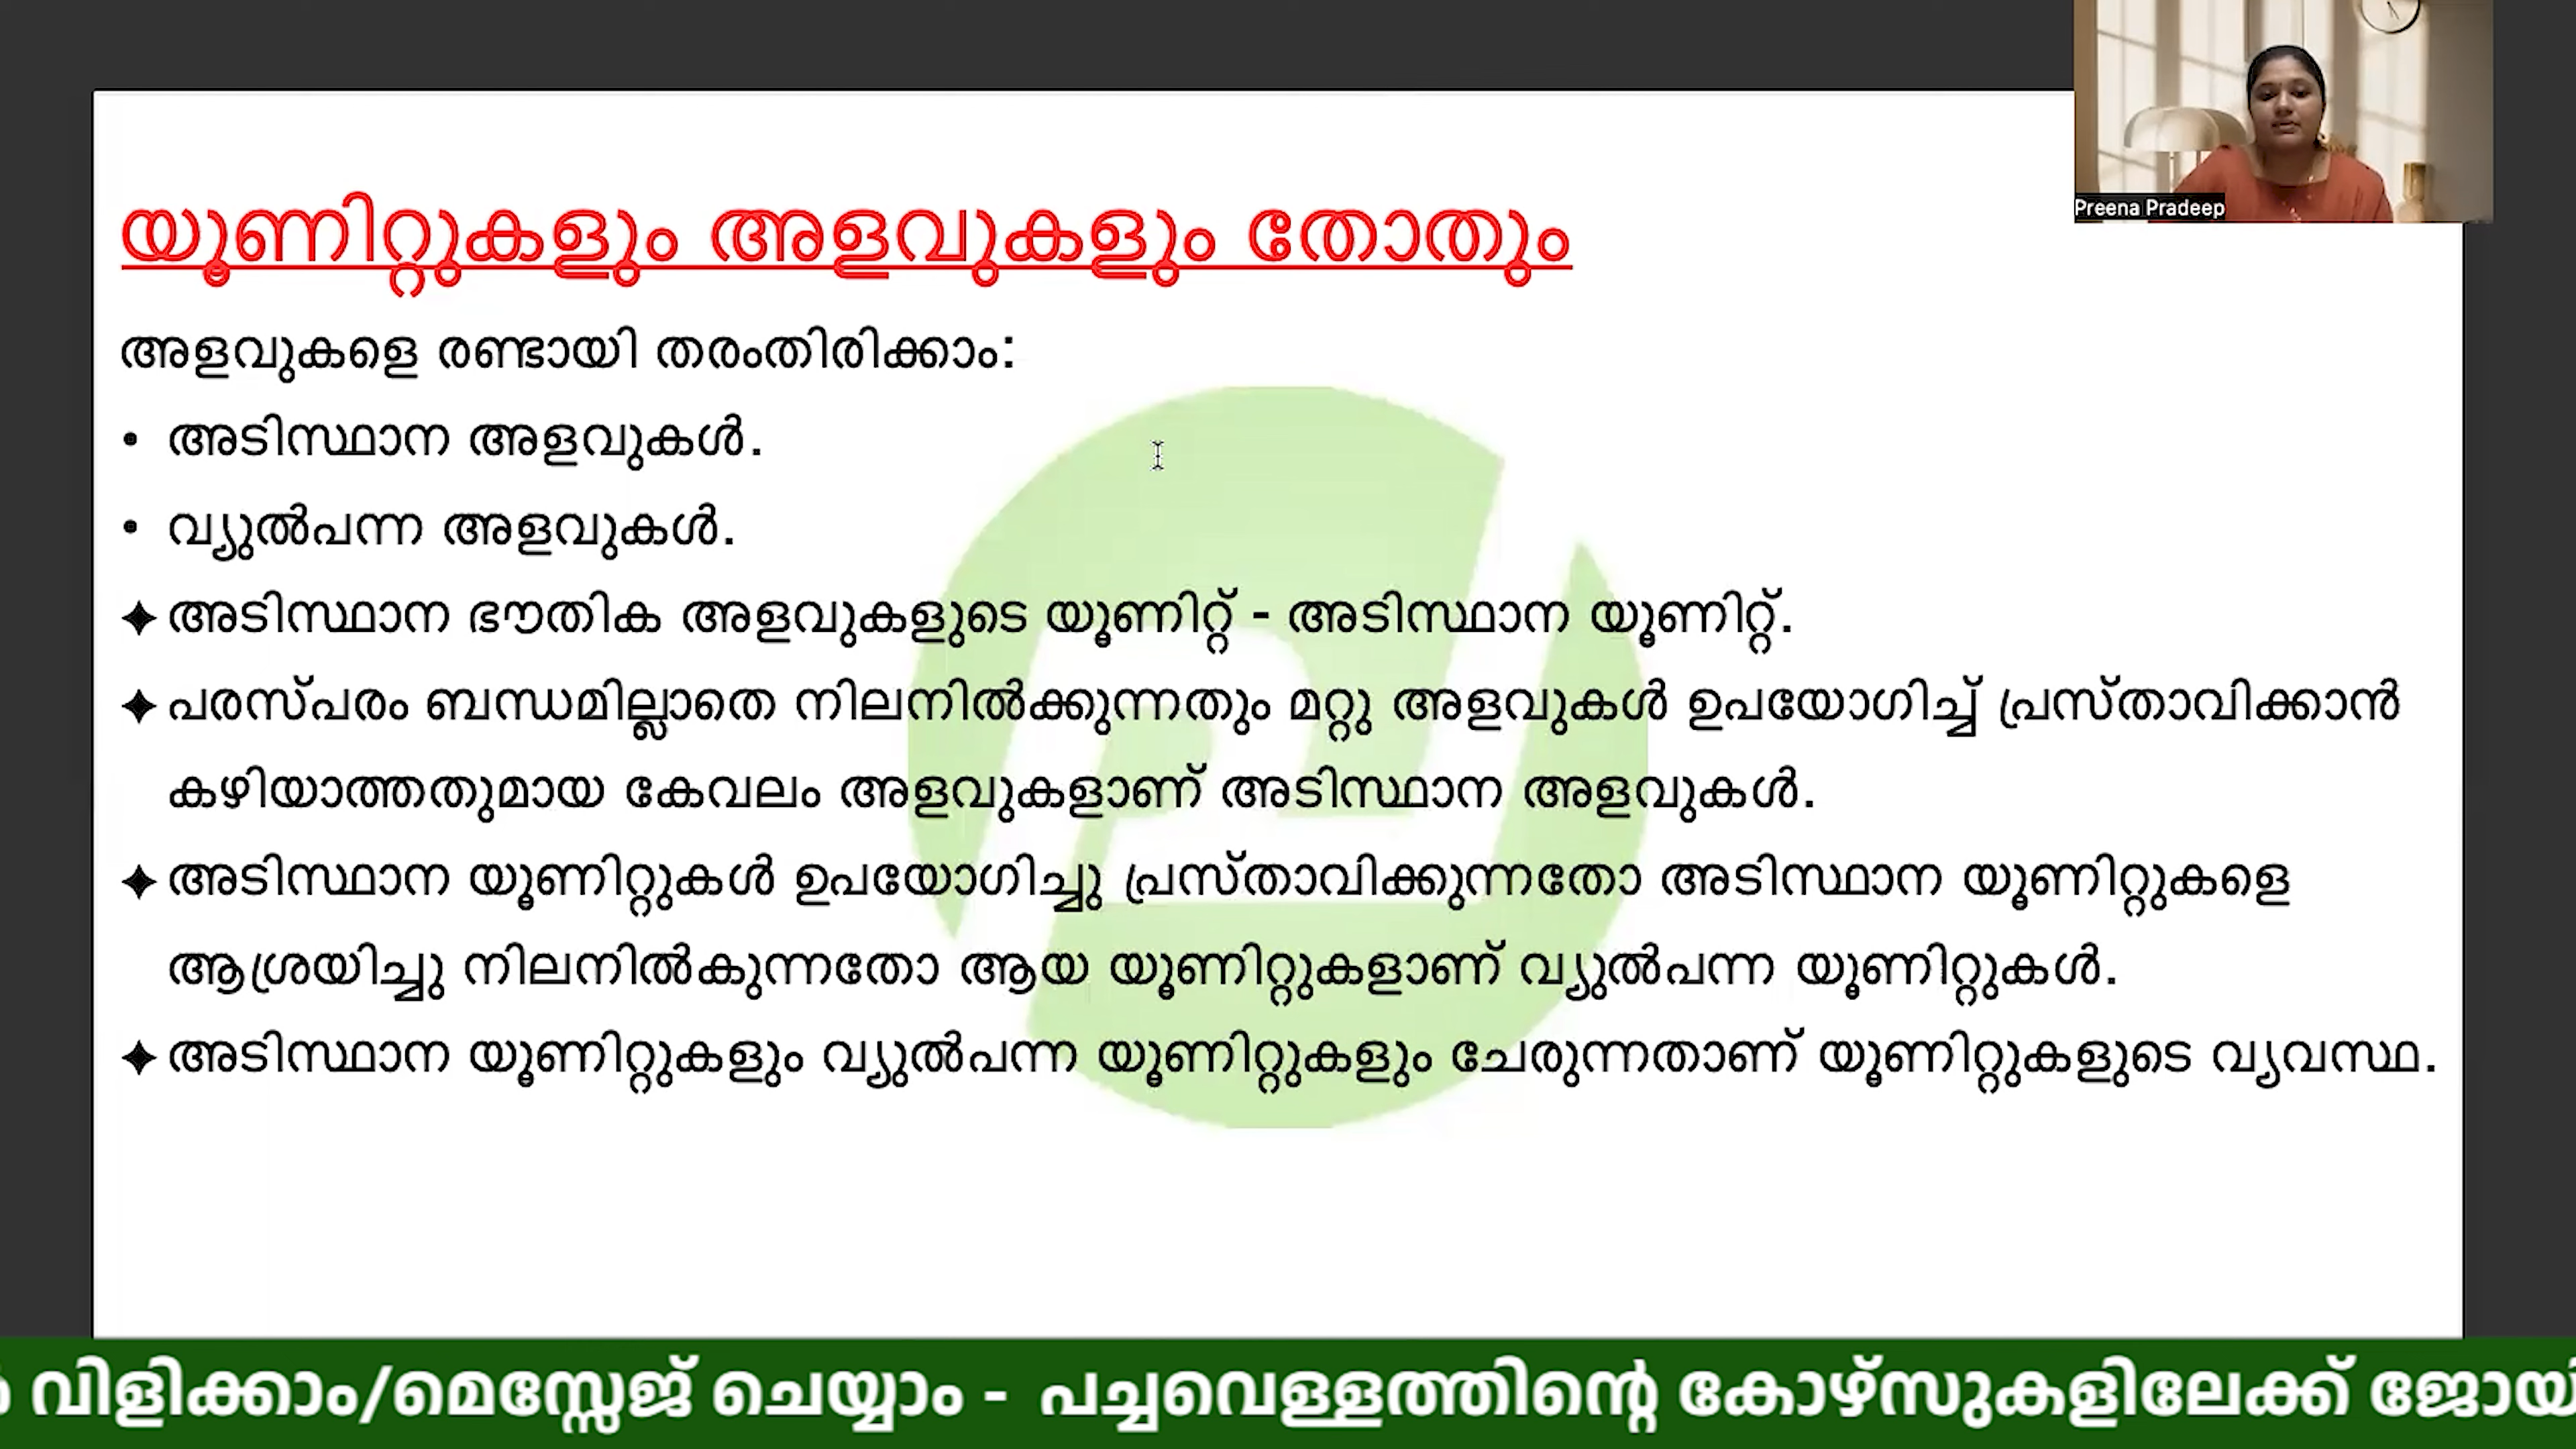 Preena Pradeep
യൂണിറ്റുകളും അളവുകളും തോതും
അളവുകളെ രണ്ടായി തരംതിരിക്കാം:
• അടിസ്ഥാന അളവുകൾ.
• വ്യുൽപന്ന അളവുകൾ.
✦ അടിസ്ഥാന ഭൗതിക അളവുകളുടെ യൂണിറ്റ് - അടിസ്ഥാന യൂണിറ്റ്.
✦ പരസ്പരം ബന്ധമില്ലാതെ നിലനിൽക്കുന്നതും മറ്റു അളവുകൾ ഉപയോഗിച്ച് പ്രസ്താവിക്കാൻ
കഴിയാത്തതുമായ കേവലം അളവുകളാണ് അടിസ്ഥാന അളവുകൾ.
✦ അടിസ്ഥാന യൂണിറ്റുകൾ ഉപയോഗിച്ചു പ്രസ്താവിക്കുന്നതോ അടിസ്ഥാന യൂണിറ്റുകളെ
ആശ്രയിച്ചു നിലനിൽകുന്നതോ ആയ യൂണിറ്റുകളാണ് വ്യുൽപന്ന യൂണിറ്റുകൾ.
✦ അടിസ്ഥാന യൂണിറ്റുകളും വ്യുൽപന്ന യൂണിറ്റുകളും ചേരുന്നതാണ് യൂണിറ്റുകളുടെ വ്യവസ്ഥ.
വിളിക്കാം/മെസ്സേജ് ചെയ്യാം - പച്ചവെള്ളത്തിന്റെ കോഴ്സുകളിലേക്ക്